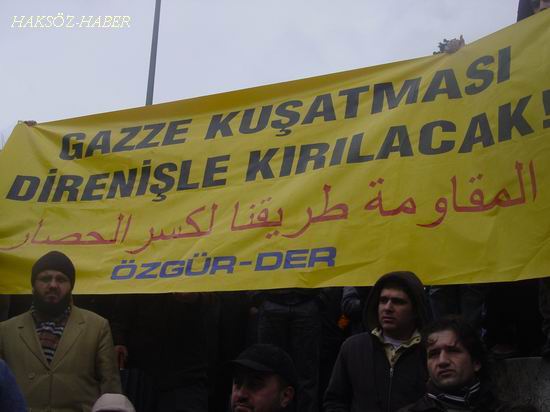 HAKSÖZ-HABER
GAZZE KUŞATMASI
DİRENİŞLE KIRILACAK!
المقاومة طريقنا لكسر الحصار
ÖZGÜR-DER